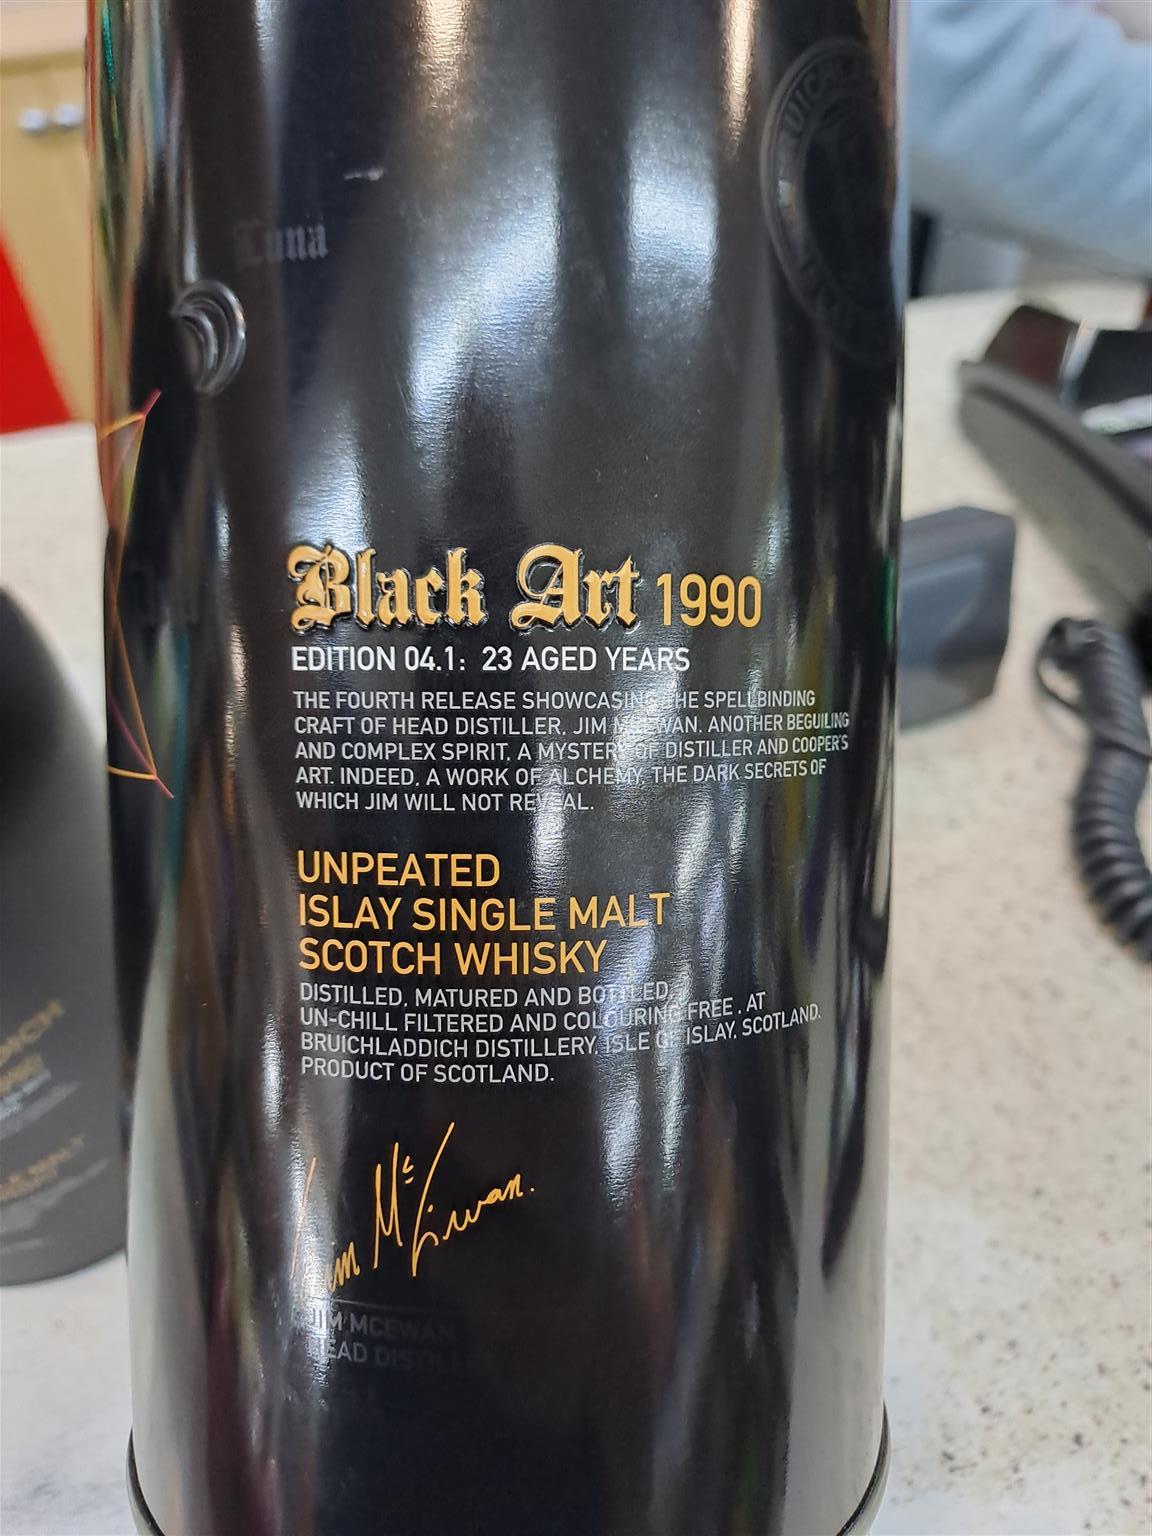 Luna
Black Art 1990
EDITION 04.1: 23 AGED YEARS
THE FOURTH RELEASE SHOWCASING THE SPELLBINDING
CRAFT OF HEAD DISTILLER, JIM MCEWAN. ANOTHER BEGUILING
AND COMPLEX SPIRIT, A MYSTERY OF DISTILLER AND COOPER'S
ART. INDEED, A WORK OF ALCHEMY, THE DARK SECRETS OF
WHICH JIM WILL NOT REVEAL.
UNPEATED
ISLAY SINGLE MALT
SCOTCH WHISKY
DISTILLED, MATURED AND BOTTLED,
UN-CHILL FILTERED AND COLOURING FREE, AT
BRUICHLADDICH DISTILLERY, ISLE OF ISLAY, SCOTLAND.
PRODUCT OF SCOTLAND.
Jim McEwan.
JIM MCEWAN
HEAD DISTILLER